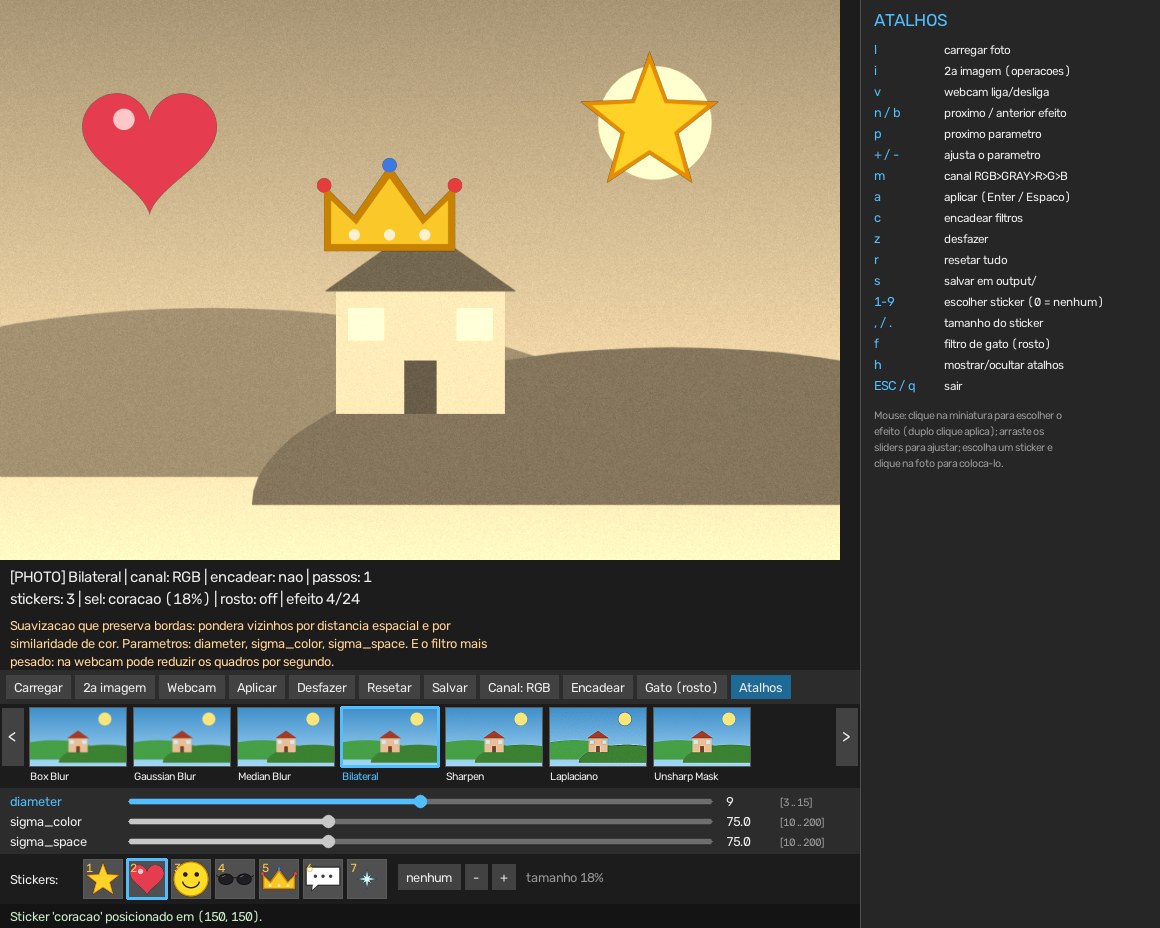 ATALHOS
l carregar foto
i 2a imagem (operacoes)
v webcam liga/desliga
n / b proximo / anterior efeito
p proximo parametro
+ / - ajusta o parametro
m canal RGB>GRAY>R>G>B
a aplicar (Enter / Espaco)
c encadear filtros
z desfazer
r resetar tudo
s salvar em output/
1-9 escolher sticker (0 = nenhum)
, / . tamanho do sticker
f filtro de gato (rosto)
h mostrar/ocultar atalhos
ESC / q sair
Mouse: clique na miniatura para escolher o
efeito (duplo clique aplica); arraste os
sliders para ajustar; escolha um sticker e
clique na foto para coloca-lo.
[PHOTO] Bilateral | canal: RGB | encadear: nao | passos: 1
stickers: 3 | sel: coracao (18%) | rosto: off | efeito 4/24
Suavizacao que preserva bordas: pondera vizinhos por distancia espacial e por
similaridade de cor. Parametros: diameter, sigma_color, sigma_space. E o filtro mais
pesado: na webcam pode reduzir os quadros por segundo.
Carregar 2a imagem Webcam Aplicar Desfazer Resetar Salvar Canal: RGB Encadear Gato (rosto) Atalhos
< >
Box Blur Gaussian Blur Median Blur Bilateral Sharpen Laplaciano Unsharp Mask
diameter 9 [3..15]
sigma_color 75.0 [10..200]
sigma_space 75.0 [10..200]
Stickers: 1 2 3 4 5 6 7 nenhum - + tamanho 18%
Sticker 'coracao' posicionado em (150, 150).